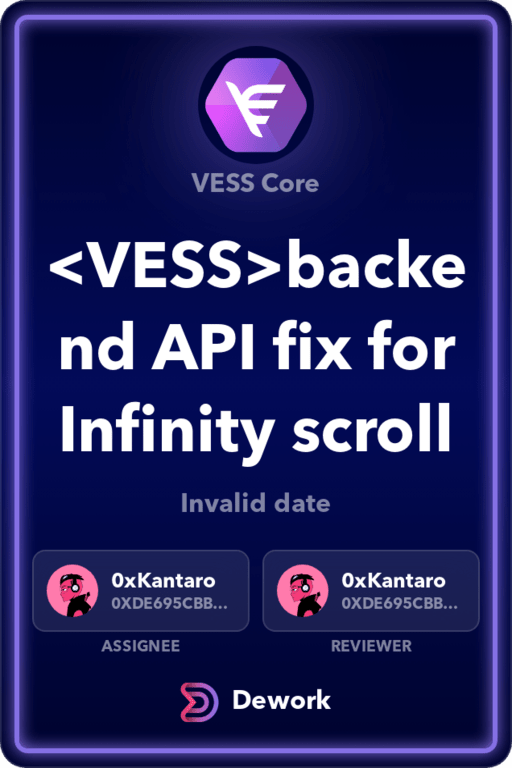 VESS Core
<VESS>backe
nd API fix for
Infinity scroll
Invalid date
0xKantaro
0XDE695CBB...
ASSIGNEE
0xKantaro
0XDE695CBB...
REVIEWER
Dework